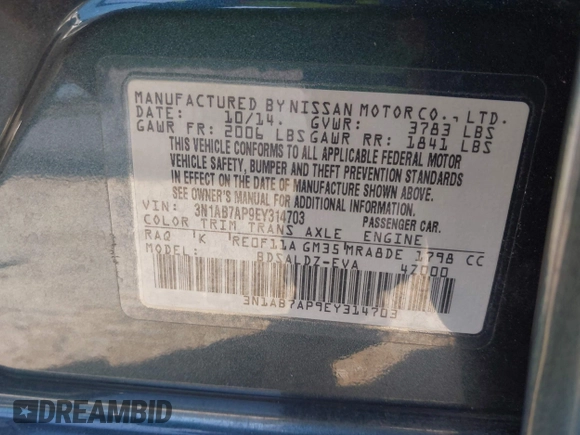 MANUFACTURED BY NISSAN MOTOR CO., LTD.
DATE: 10/14. GVWR: 3783 LBS
GAWR FR: 2006 LBS GAWR RR: 1841 LBS
THIS VEHICLE CONFORMS TO ALL APPLICABLE FEDERAL MOTOR
VEHICLE SAFETY, BUMPER AND THEFT PREVENTION STANDARDS
IN EFFECT ON THE DATE OF MANUFACTURE SHOWN ABOVE.
SEE OWNER'S MANUAL FOR ADDITIONAL INFORMATION.
VIN: 3N1AB7AP9EY314703 PASSENGER CAR.
COLOR TRIM TRANS AXLE ENGINE
RAQ K RE0F11A GM35 MRA8DE 1798 CC
MODEL: BDSALDZ-EVA 4Z000
3N1AB7AP9EY314703
DREAMBID